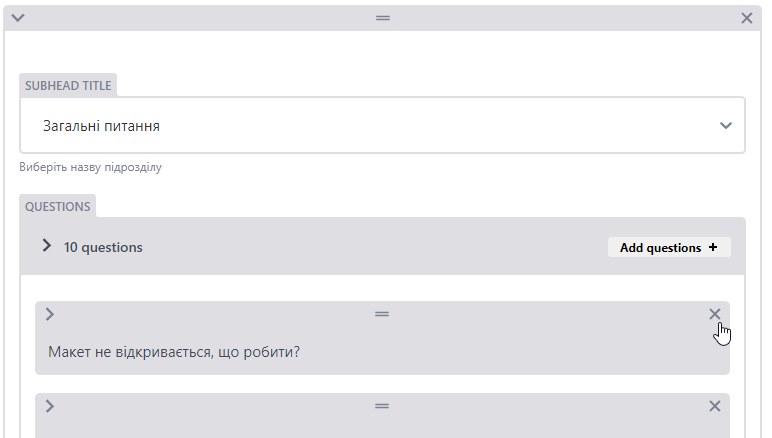 SUBHEAD TITLE
Загальні питання
Виберіть назву підрозділу
QUESTIONS
10 questions
Add questions +
Макет не відкривається, що робити?